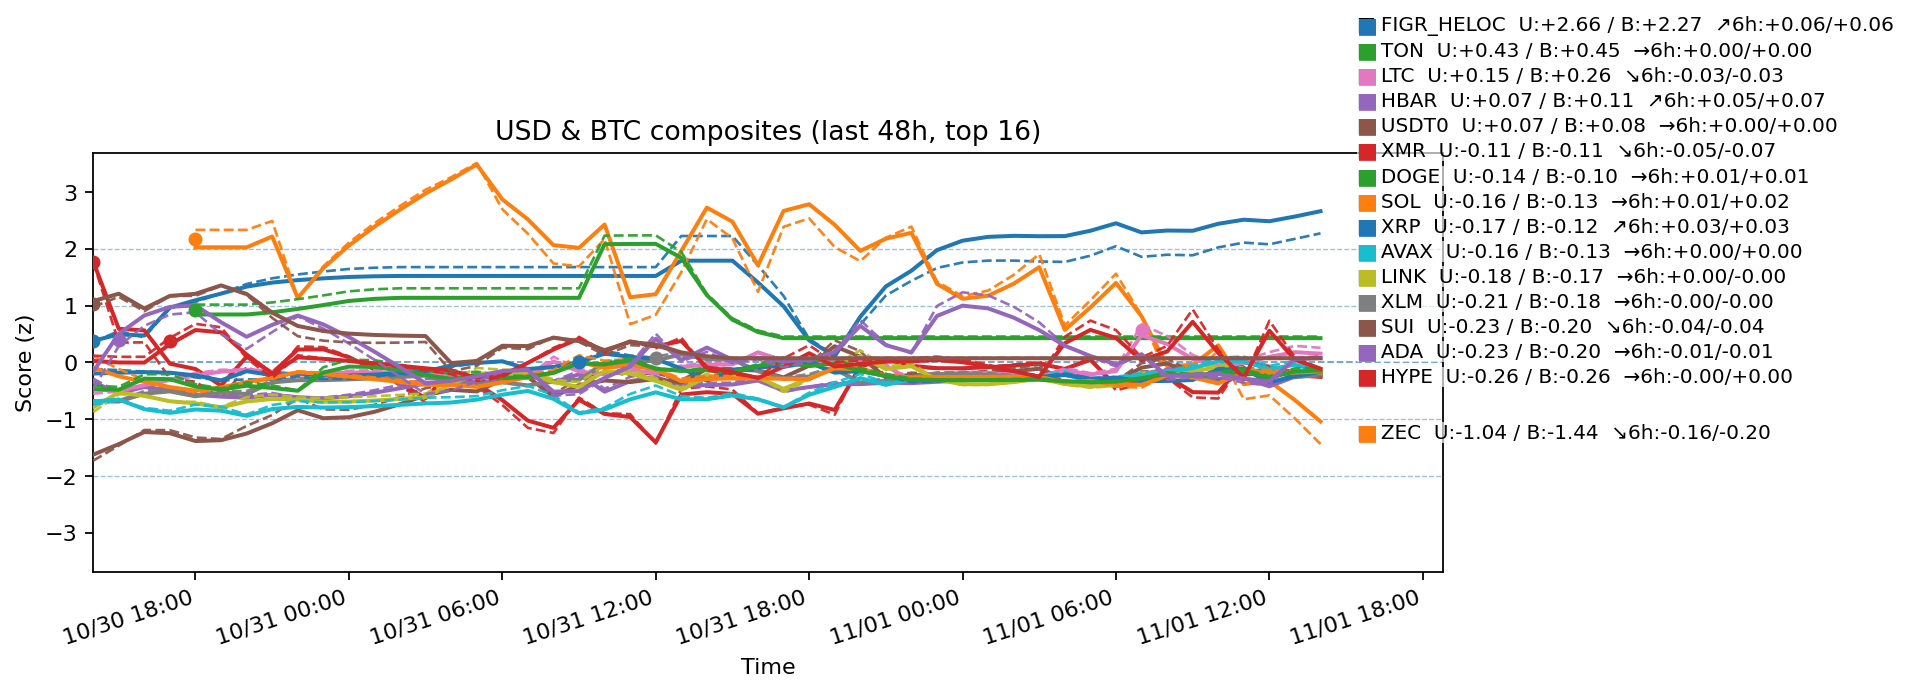 FIGR_HELOC U:+2.66 / B:+2.27 ↗6h:+0.06/+0.06
TON U:+0.43 / B:+0.45 →6h:+0.00/+0.00
LTC U:+0.15 / B:+0.26 ↘6h:-0.03/-0.03
HBAR U:+0.07 / B:+0.11 ↗6h:+0.05/+0.07
USDT0 U:+0.07 / B:+0.08 →6h:+0.00/+0.00
XMR U:-0.11 / B:-0.11 ↘6h:-0.05/-0.07
DOGE U:-0.14 / B:-0.10 →6h:+0.01/+0.01
SOL U:-0.16 / B:-0.13 →6h:+0.01/+0.02
XRP U:-0.17 / B:-0.12 ↗6h:+0.03/+0.03
AVAX U:-0.16 / B:-0.13 →6h:+0.00/+0.00
LINK U:-0.18 / B:-0.17 →6h:+0.00/-0.00
XLM U:-0.21 / B:-0.18 →6h:-0.00/-0.00
SUI U:-0.23 / B:-0.20 ↘6h:-0.04/-0.04
ADA U:-0.23 / B:-0.20 →6h:-0.01/-0.01
HYPE U:-0.26 / B:-0.26 →6h:-0.00/+0.00
ZEC U:-1.04 / B:-1.44 ↘6h:-0.16/-0.20
USD & BTC composites (last 48h, top 16)
Score (z)
3
2
1
0
−1
−2
−3
10/30 18:00
10/31 00:00
10/31 06:00
10/31 12:00
10/31 18:00
11/01 00:00
11/01 06:00
11/01 12:00
11/01 18:00
Time